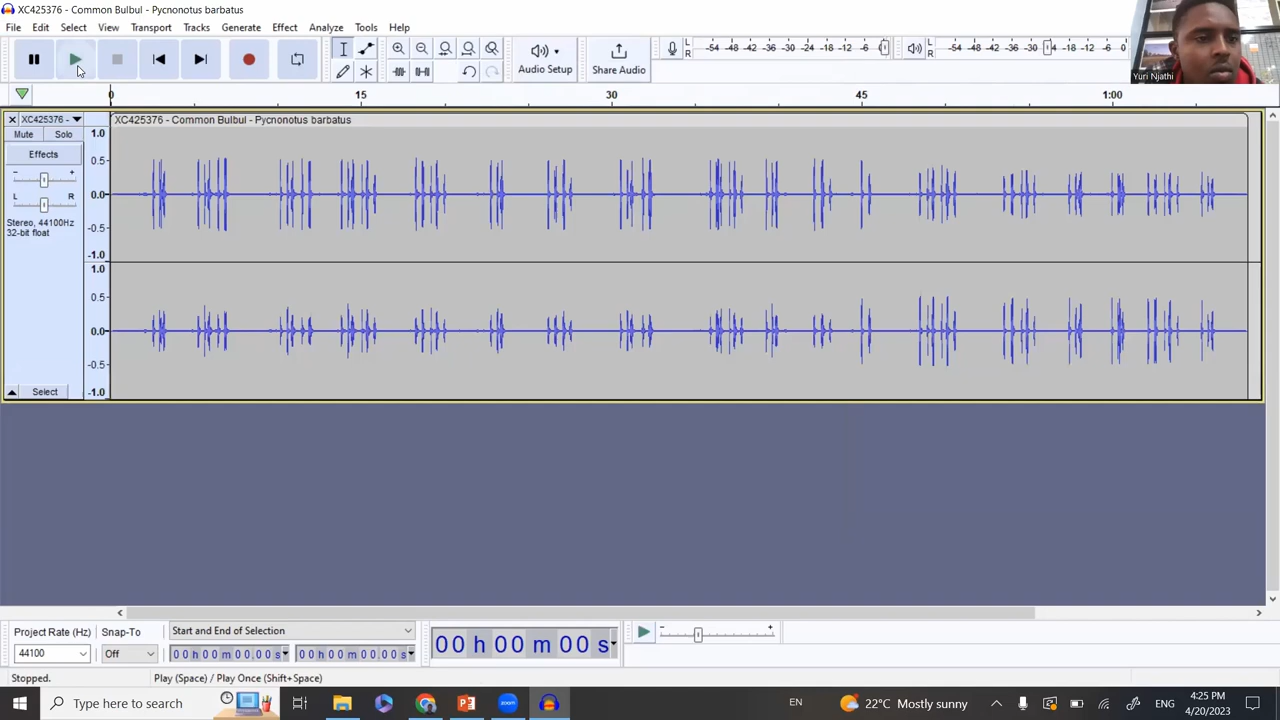 XC425376 - Common Bulbul - Pycnonotus barbatus
File Edit Select View Transport Tracks Generate Effect Analyze Tools Help
Audio Setup
Share Audio
L
R
-54 -48 -42 -36 -30 -24 -18 -12 -6
L
R
-54 -48 -42 -36 -30 -24 -18 -12 -6 0
Yuri Njathi
0 15 30 45 1:00
XC425376 -
XC425376 - Common Bulbul - Pycnonotus barbatus
Mute Solo
Effects
- +
L R
Stereo, 44100Hz
32-bit float
Select
1.0
0.5
0.0
-0.5
-1.0
1.0
0.5
0.0
-0.5
-1.0
Project Rate (Hz) Snap-To
Start and End of Selection
44100
Off
00 h 00 m 00.00 s
00 h 00 m 00.00 s
00 h 00 m 00 s
- +
Stopped.
Play (Space) / Play Once (Shift+Space)
Type here to search
EN
22°C Mostly sunny
ENG
4:25 PM
4/20/2023